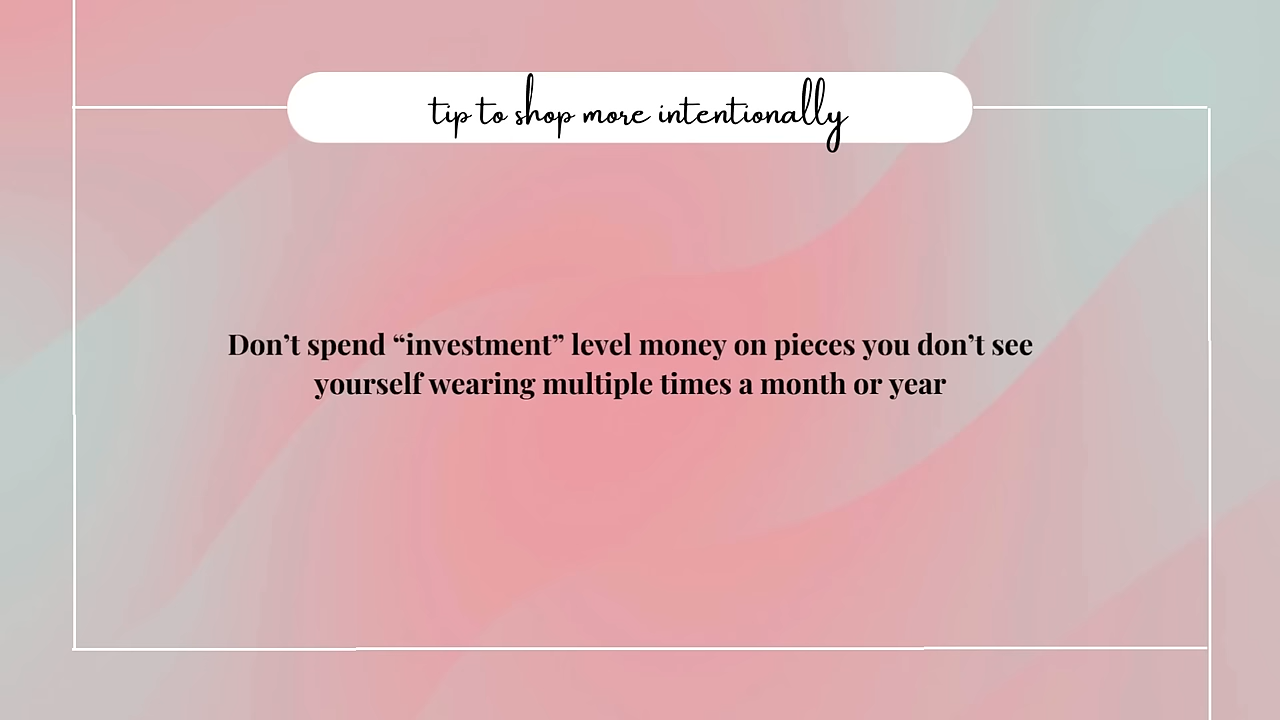 tip to shop more intentionally
Don’t spend “investment” level money on pieces you don’t see
yourself wearing multiple times a month or year